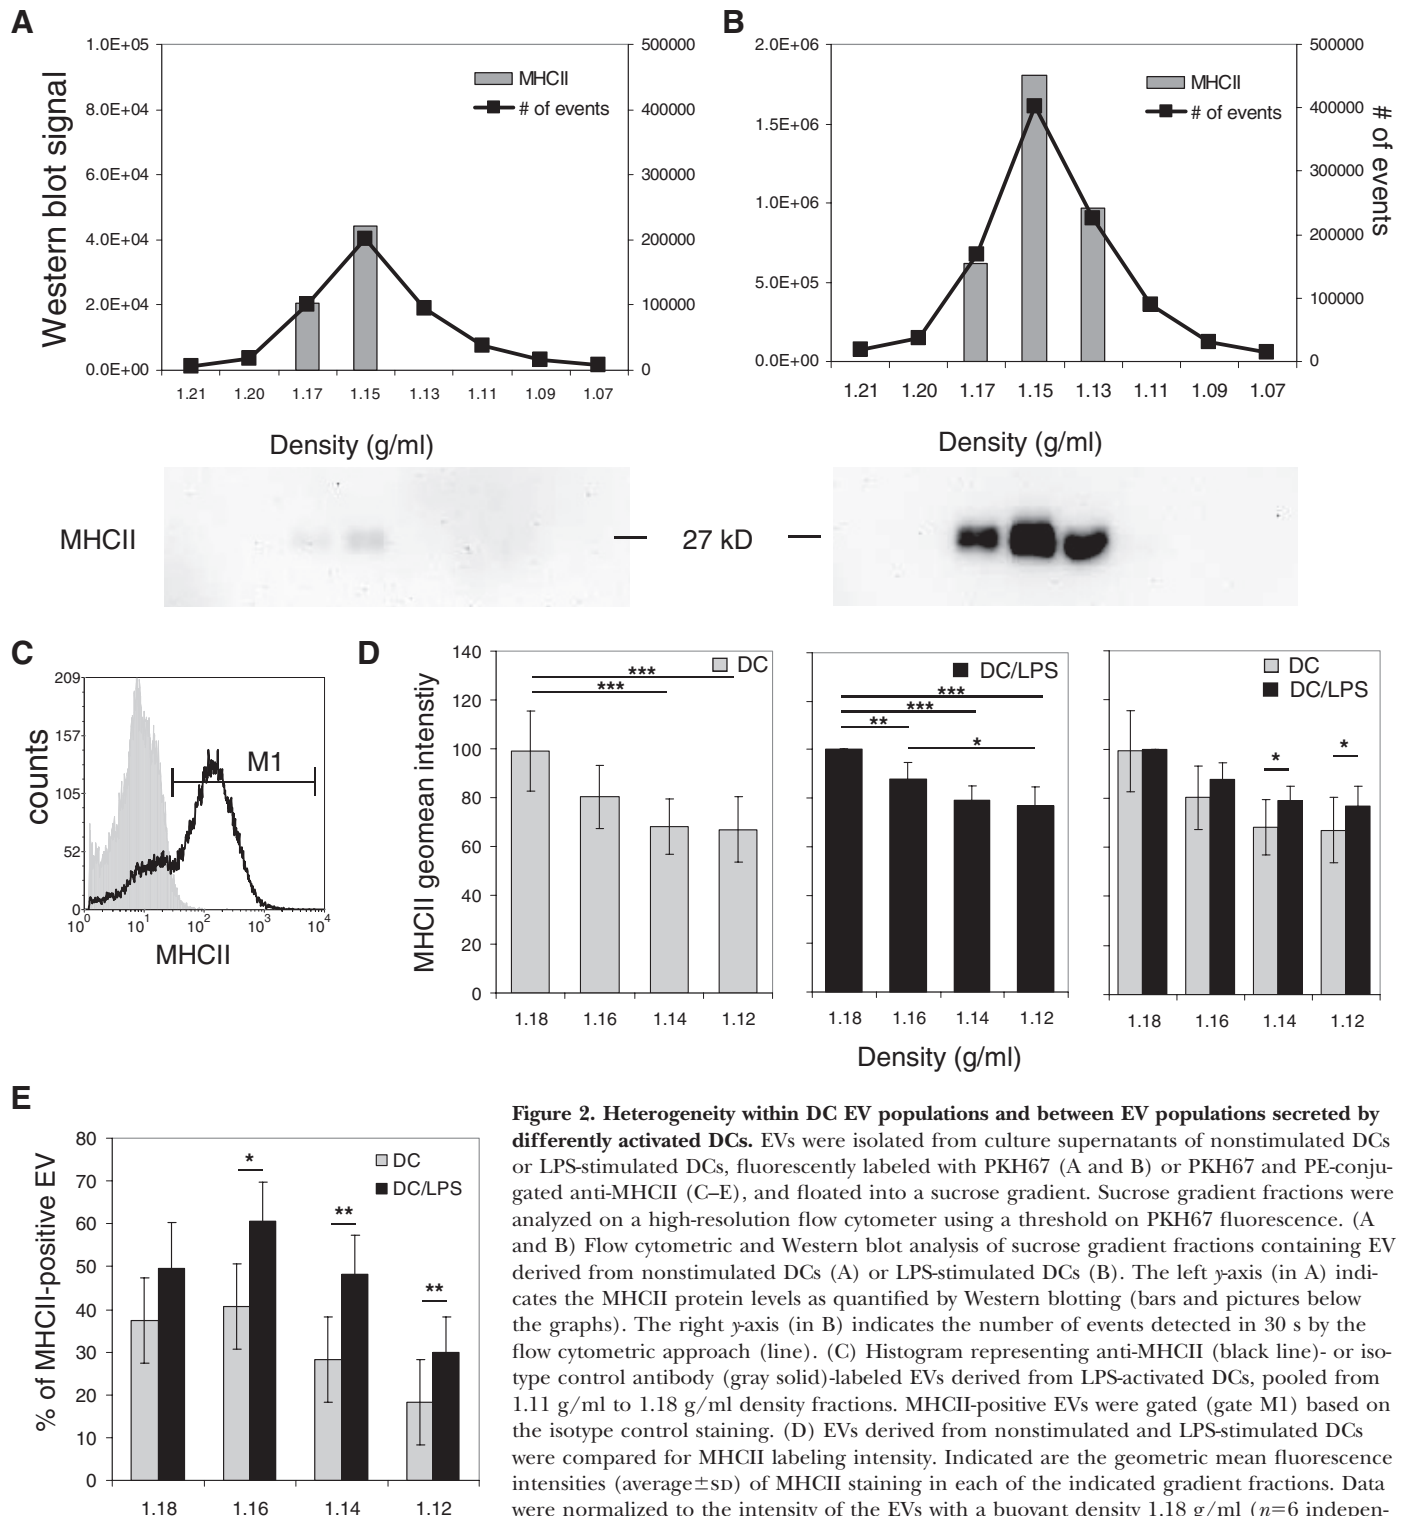 A
B
1.0E+05
8.0E+04
6.0E+04
4.0E+04
2.0E+04
0.0E+00
Western blot signal
500000
400000
300000
200000
100000
0
MHCII
# of events
1.21 1.20 1.17 1.15 1.13 1.11 1.09 1.07
Density (g/ml)
2.0E+06
1.5E+06
1.0E+06
5.0E+05
0.0E+00
500000
400000
300000
200000
100000
0
# of events
MHCII
# of events
1.21 1.20 1.17 1.15 1.13 1.11 1.09 1.07
Density (g/ml)
MHCII
27 kD
C
209
157
105
52
0
counts
M1
10⁰ 10¹ 10² 10³ 10⁴
MHCII
D
140
120
100
80
60
40
20
0
MHCII geomean intenstiy
DC
***
***
1.18 1.16 1.14 1.12
DC/LPS
***
***
**
*
1.18 1.16 1.14 1.12
DC
DC/LPS
*
*
1.18 1.16 1.14 1.12
Density (g/ml)
E
80
70
60
50
40
30
20
10
0
% of MHCII-positive EV
DC
DC/LPS
*
**
**
1.18 1.16 1.14 1.12
Figure 2. Heterogeneity within DC EV populations and between EV populations secreted by
differently activated DCs. EVs were isolated from culture supernatants of nonstimulated DCs
or LPS-stimulated DCs, fluorescently labeled with PKH67 (A and B) or PKH67 and PE-conju-
gated anti-MHCII (C–E), and floated into a sucrose gradient. Sucrose gradient fractions were
analyzed on a high-resolution flow cytometer using a threshold on PKH67 fluorescence. (A
and B) Flow cytometric and Western blot analysis of sucrose gradient fractions containing EV
derived from nonstimulated DCs (A) or LPS-stimulated DCs (B). The left y-axis (in A) indi-
cates the MHCII protein levels as quantified by Western blotting (bars and pictures below
the graphs). The right y-axis (in B) indicates the number of events detected in 30 s by the
flow cytometric approach (line). (C) Histogram representing anti-MHCII (black line)- or iso-
type control antibody (gray solid)-labeled EVs derived from LPS-activated DCs, pooled from
1.11 g/ml to 1.18 g/ml density fractions. MHCII-positive EVs were gated (gate M1) based on
the isotype control staining. (D) EVs derived from nonstimulated and LPS-stimulated DCs
were compared for MHCII labeling intensity. Indicated are the geometric mean fluorescence
intensities (average±SD) of MHCII staining in each of the indicated gradient fractions. Data
were normalized to the intensity of the EVs with a buoyant density 1.18 g/ml (n=6 indepen-